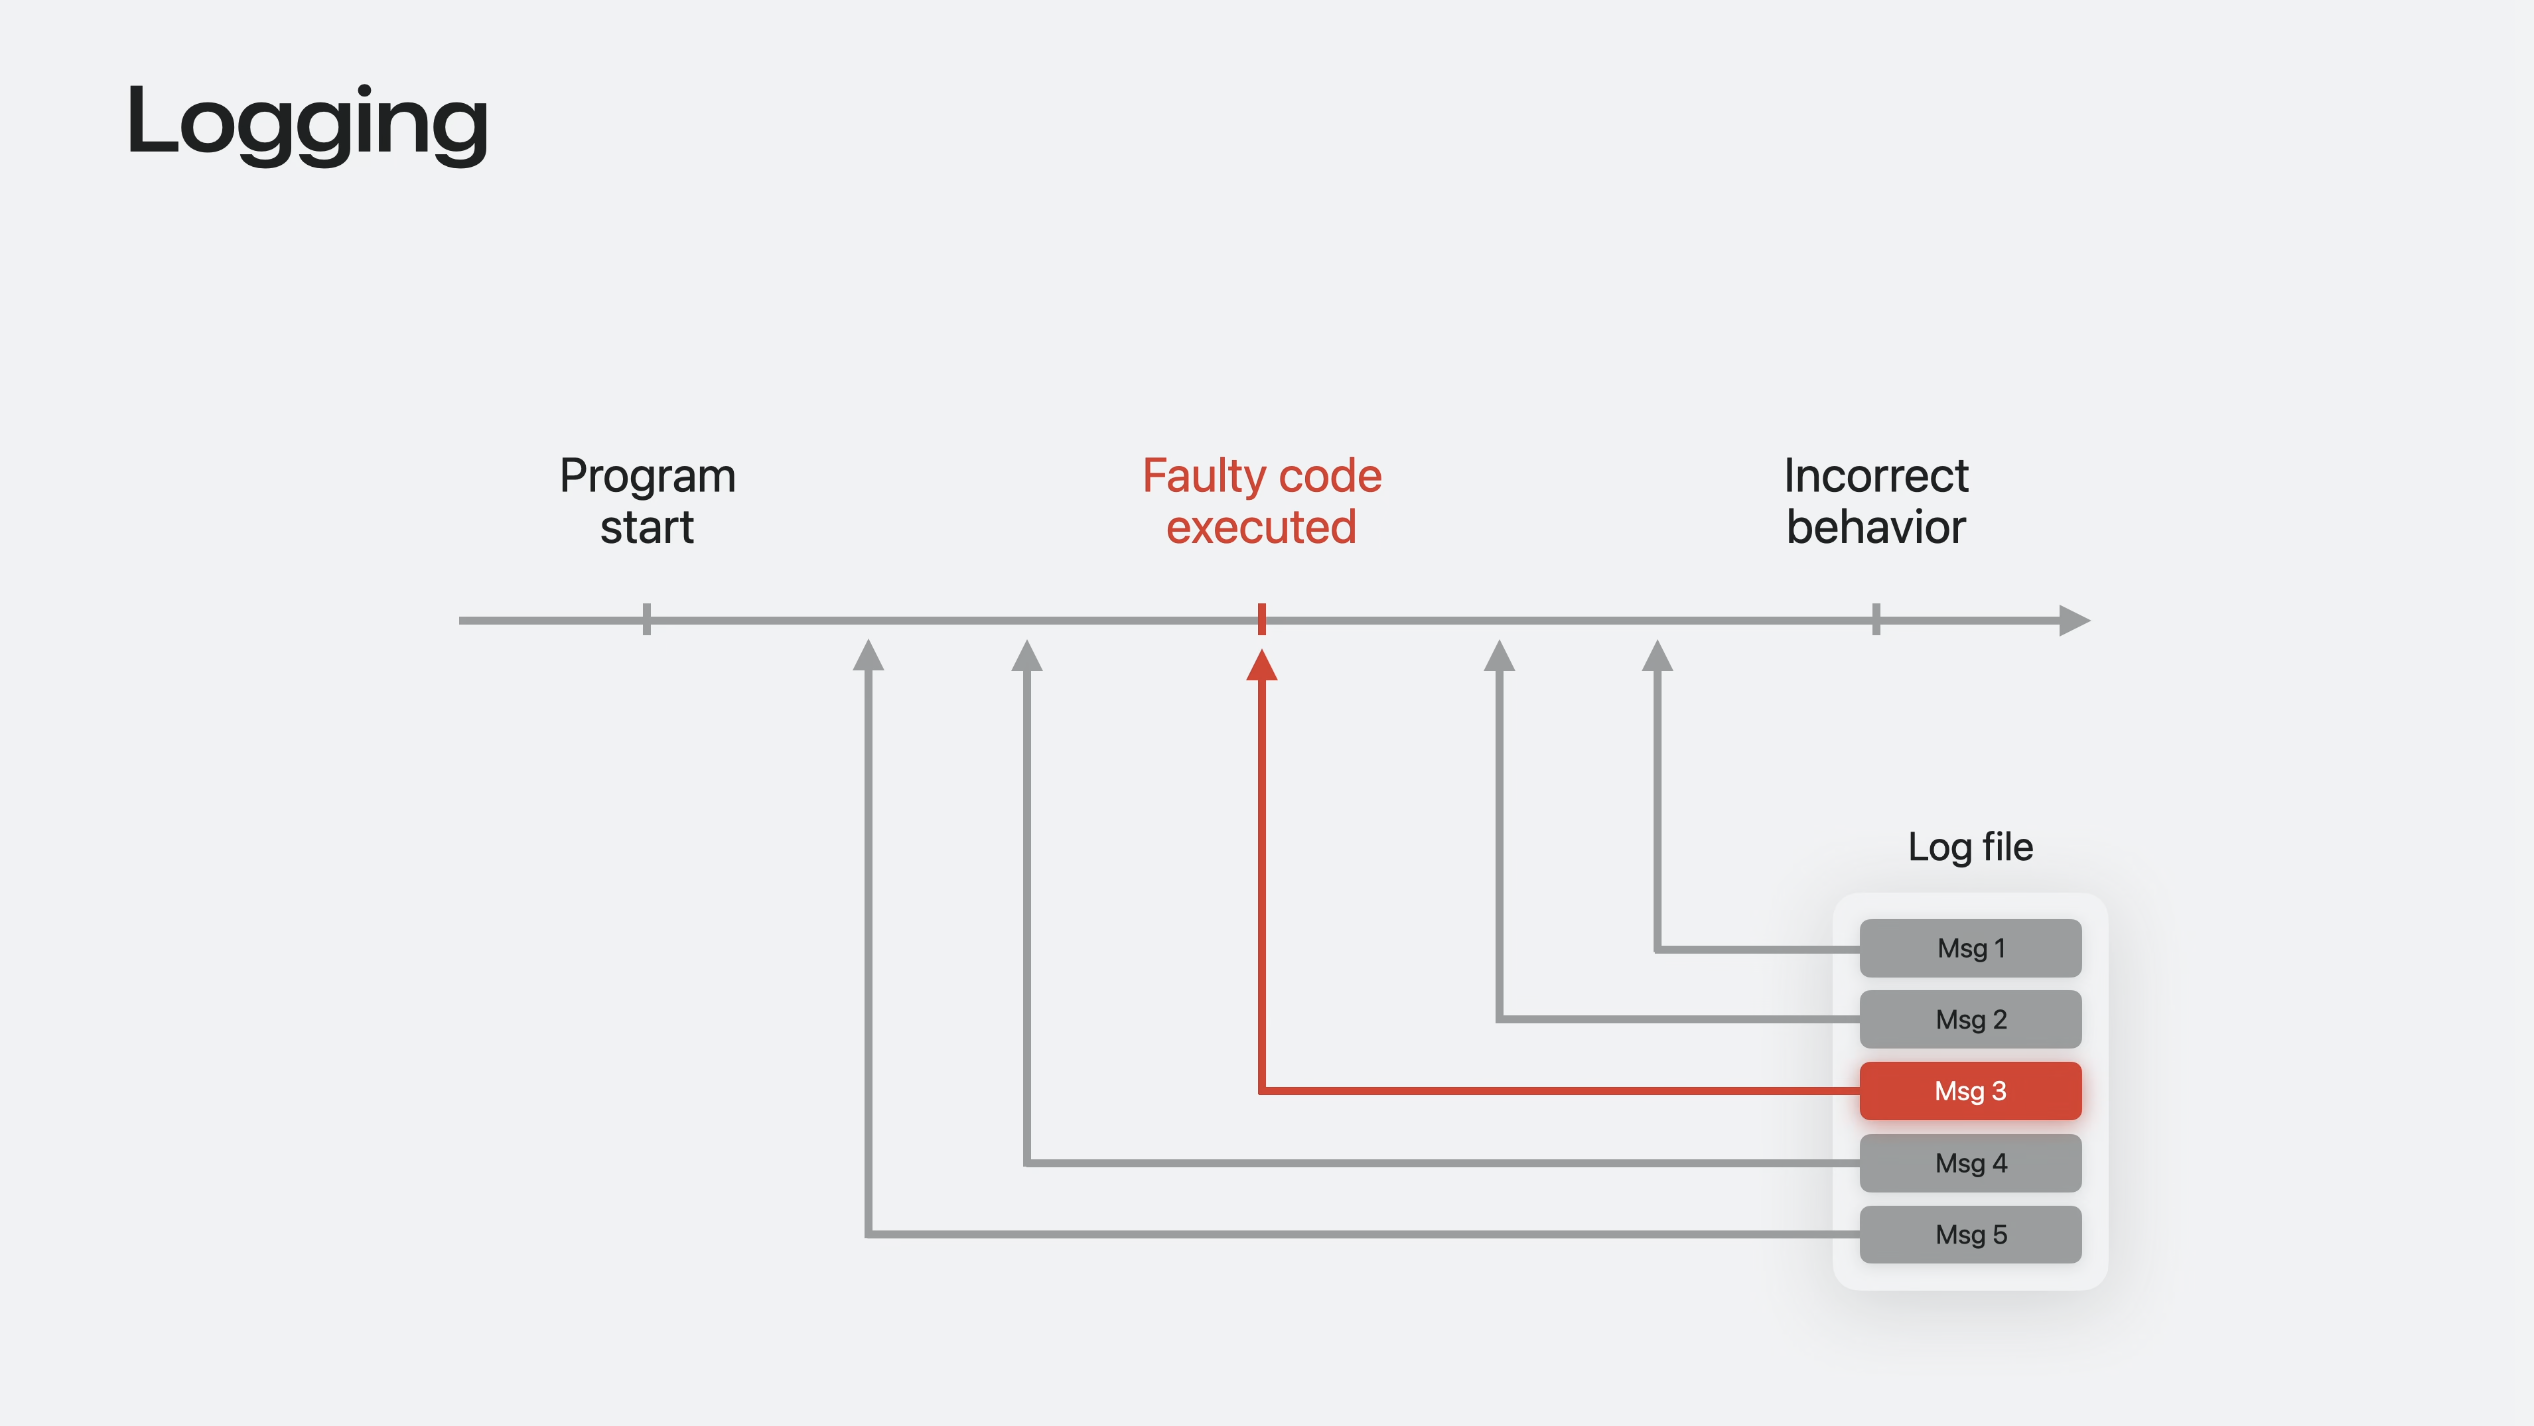 Logging
Program
start
Faulty code
executed
Incorrect
behavior
Log file
Msg 1
Msg 2
Msg 3
Msg 4
Msg 5